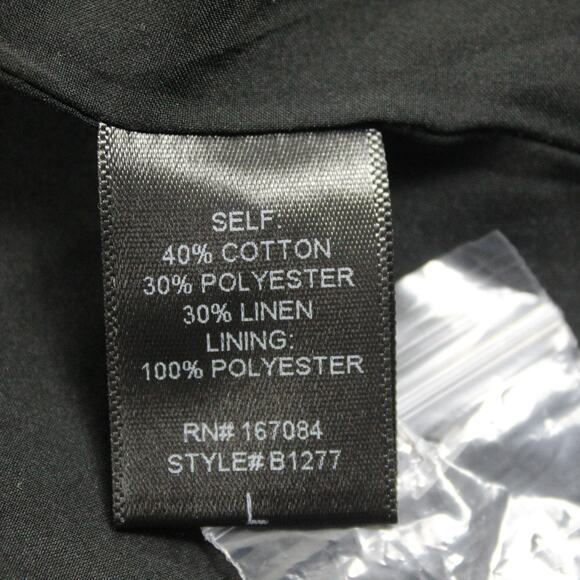 SELF:
40% COTTON
30% POLYESTER
30% LINEN
LINING:
100% POLYESTER
RN# 167084
STYLE# B1277
L